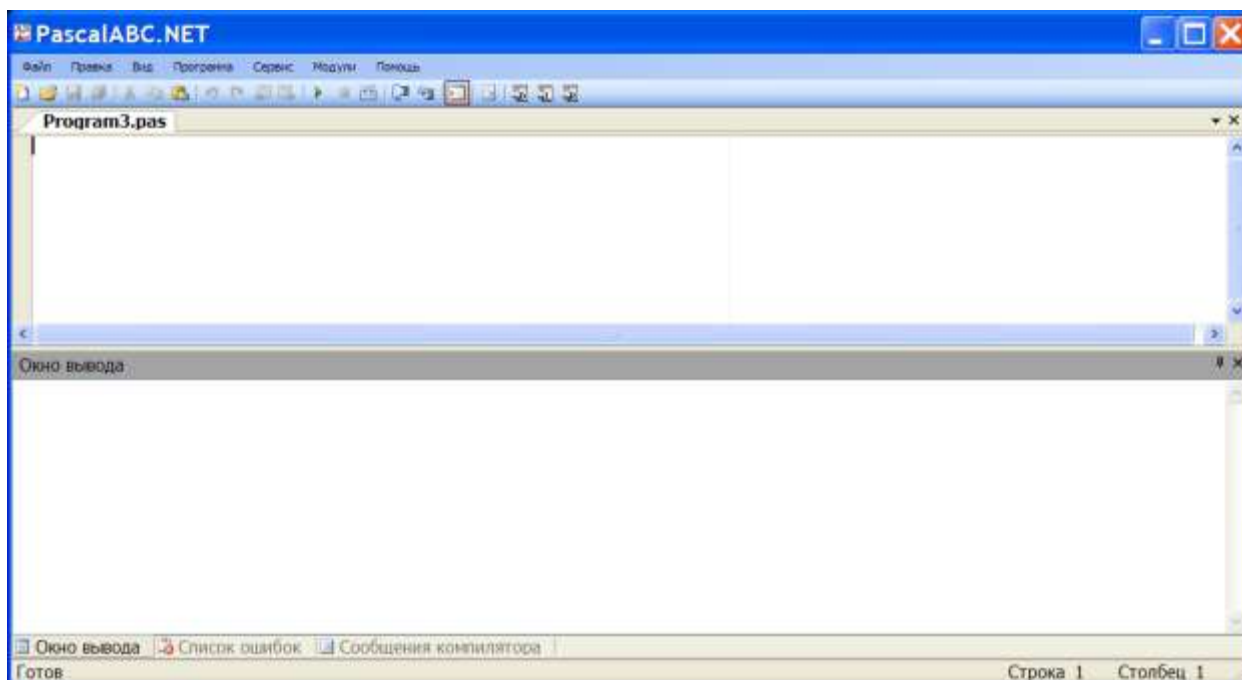 PascalABC.NET
Файл Правка Вид Программа Сервис Модули Помощь
Program3.pas
Окно вывода
Окно вывода Список ошибок Сообщения компилятора
Готов Строка 1 Столбец 1